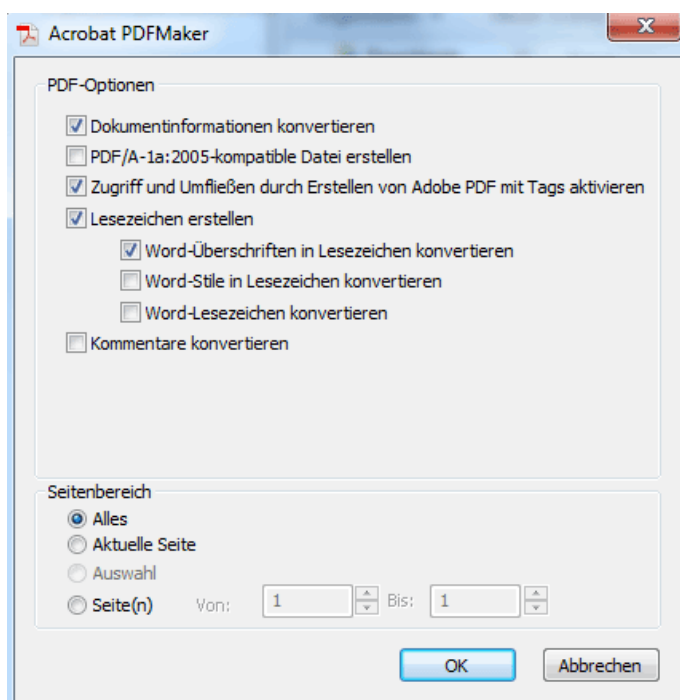 Acrobat PDFMaker
PDF-Optionen
Dokumentinformationen konvertieren
PDF/A-1a:2005-kompatible Datei erstellen
Zugriff und Umfließen durch Erstellen von Adobe PDF mit Tags aktivieren
Lesezeichen erstellen
Word-Überschriften in Lesezeichen konvertieren
Word-Stile in Lesezeichen konvertieren
Word-Lesezeichen konvertieren
Kommentare konvertieren
Seitenbereich
Alles
Aktuelle Seite
Auswahl
Seite(n) Von: 1 Bis: 1
OK Abbrechen